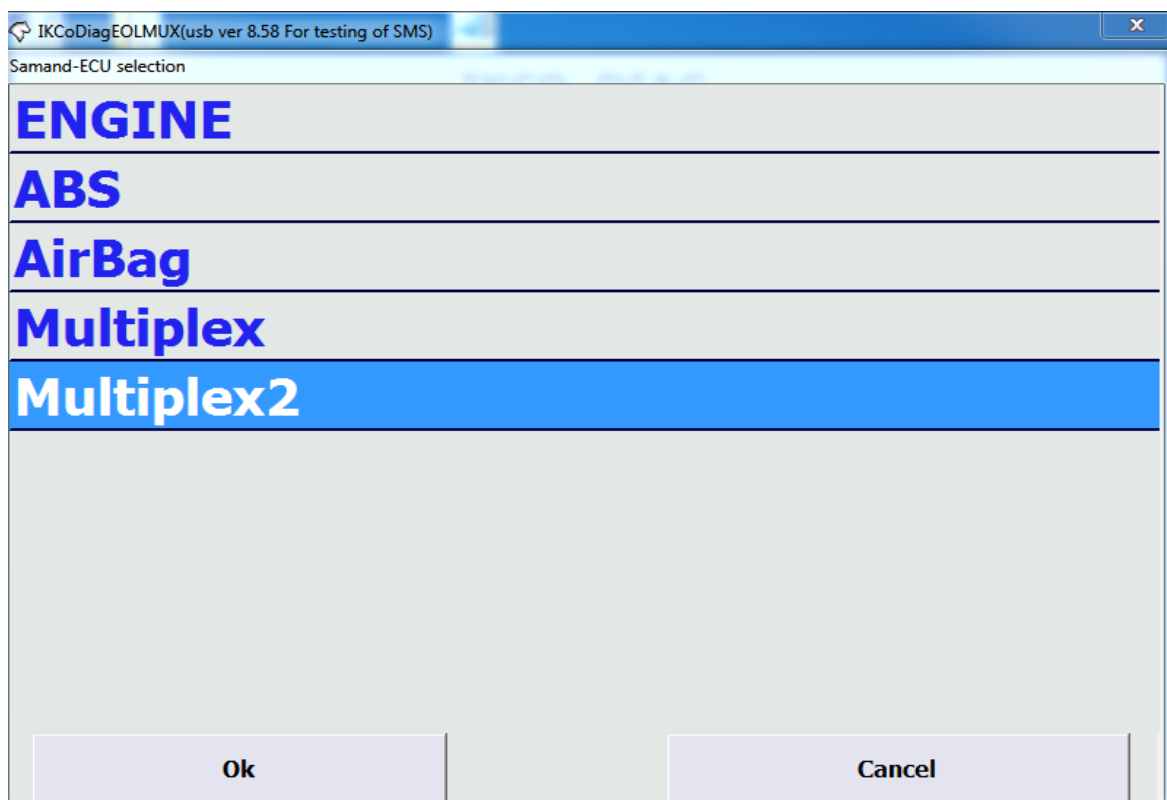 IKCoDiagEOLMUX(usb ver 8.58 For testing of SMS)
Samand-ECU selection
ENGINE
ABS
AirBag
Multiplex
Multiplex2
Ok
Cancel